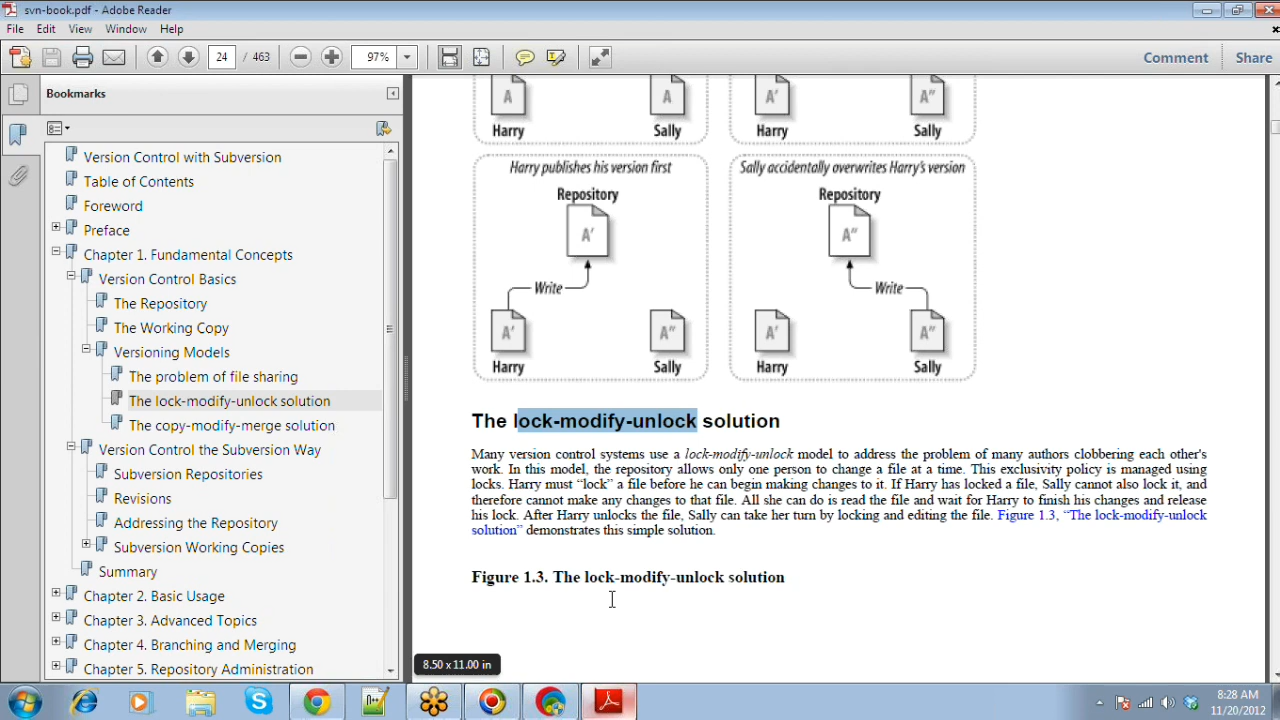 svn-book.pdf - Adobe Reader
File Edit View Window Help
24 / 463 97% Comment Share
Bookmarks
Version Control with Subversion
Table of Contents
Foreword
Preface
Chapter 1. Fundamental Concepts
Version Control Basics
The Repository
The Working Copy
Versioning Models
The problem of file sharing
The lock-modify-unlock solution
The copy-modify-merge solution
Version Control the Subversion Way
Subversion Repositories
Revisions
Addressing the Repository
Subversion Working Copies
Summary
Chapter 2. Basic Usage
Chapter 3. Advanced Topics
Chapter 4. Branching and Merging
Chapter 5. Repository Administration
A A A' A"
Harry Sally Harry Sally
Harry publishes his version first
Repository
A'
Write
A' A"
Harry Sally
Sally accidentally overwrites Harry's version
Repository
A"
Write
A' A"
Harry Sally
The lock-modify-unlock solution
Many version control systems use a lock-modify-unlock model to address the problem of many authors clobbering each other's
work. In this model, the repository allows only one person to change a file at a time. This exclusivity policy is managed using
locks. Harry must “lock” a file before he can begin making changes to it. If Harry has locked a file, Sally cannot also lock it, and
therefore cannot make any changes to that file. All she can do is read the file and wait for Harry to finish his changes and release
his lock. After Harry unlocks the file, Sally can take her turn by locking and editing the file. Figure 1.3, “The lock-modify-unlock
solution” demonstrates this simple solution.
Figure 1.3. The lock-modify-unlock solution
8.50 x 11.00 in
8:28 AM
11/20/2012